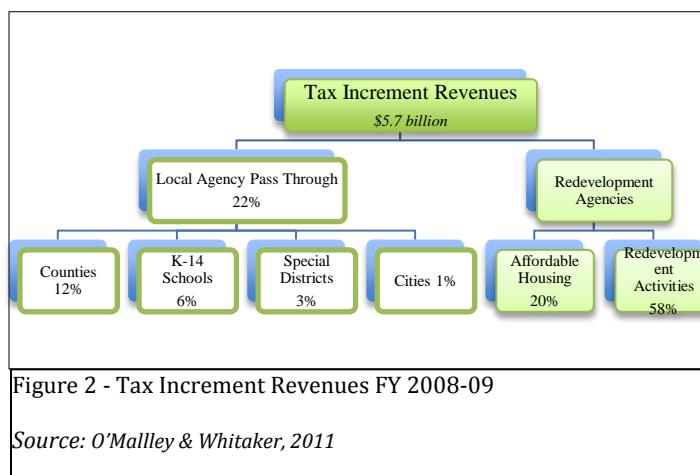 Tax Increment Revenues
$5.7 billion
Local Agency Pass Through
22%
Redevelopment
Agencies
Counties
12%
K-14
Schools
6%
Special
Districts
3%
Cities 1%
Affordable
Housing
20%
Redevelopm
ent
Activities
58%
Figure 2 - Tax Increment Revenues FY 2008-09
Source: O’Mallley & Whitaker, 2011